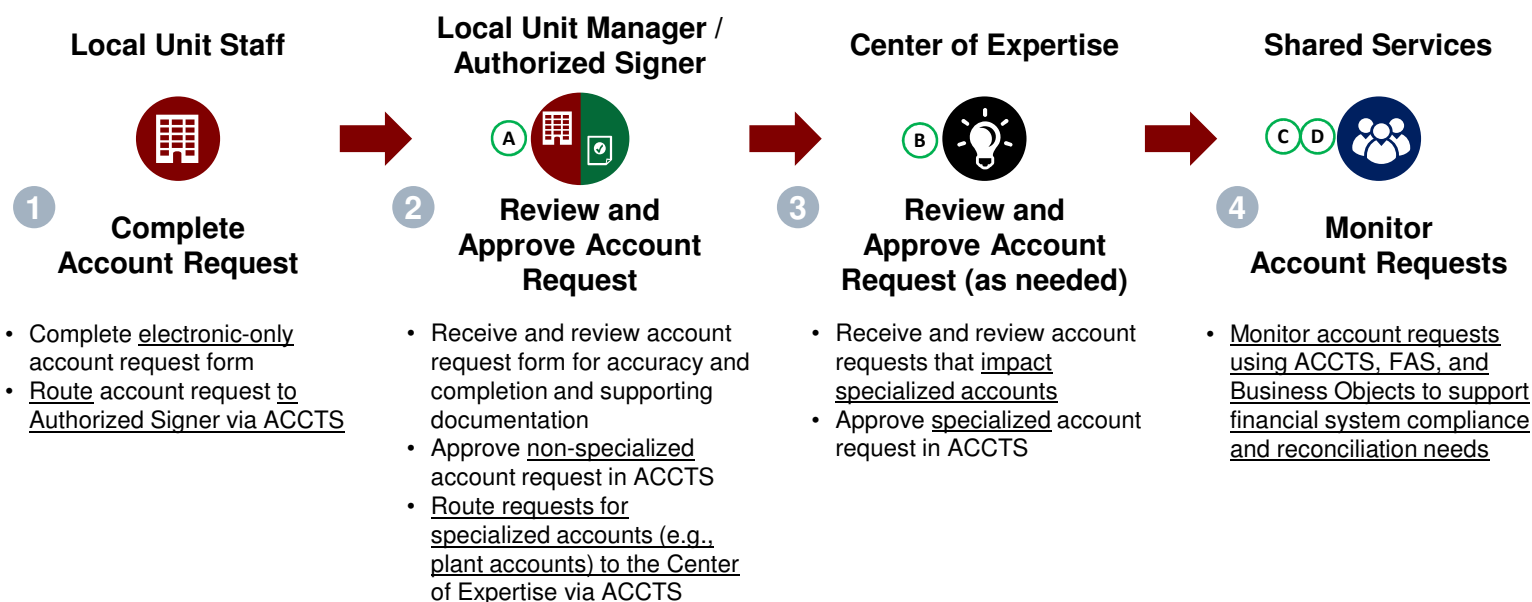 Local Unit Staff
1
Complete
Account Request
• Complete electronic-only
account request form
• Route account request to
Authorized Signer via ACCTS
Local Unit Manager /
Authorized Signer
A
2
Review and
Approve Account
Request
• Receive and review account
request form for accuracy and
completion and supporting
documentation
• Approve non-specialized
account request in ACCTS
• Route requests for
specialized accounts (e.g.,
plant accounts) to the Center
of Expertise via ACCTS
Center of Expertise
B
3
Review and
Approve Account
Request (as needed)
• Receive and review account
requests that impact
specialized accounts
• Approve specialized account
request in ACCTS
Shared Services
C D
4
Monitor
Account Requests
• Monitor account requests
using ACCTS, FAS, and
Business Objects to support
financial system compliance
and reconciliation needs